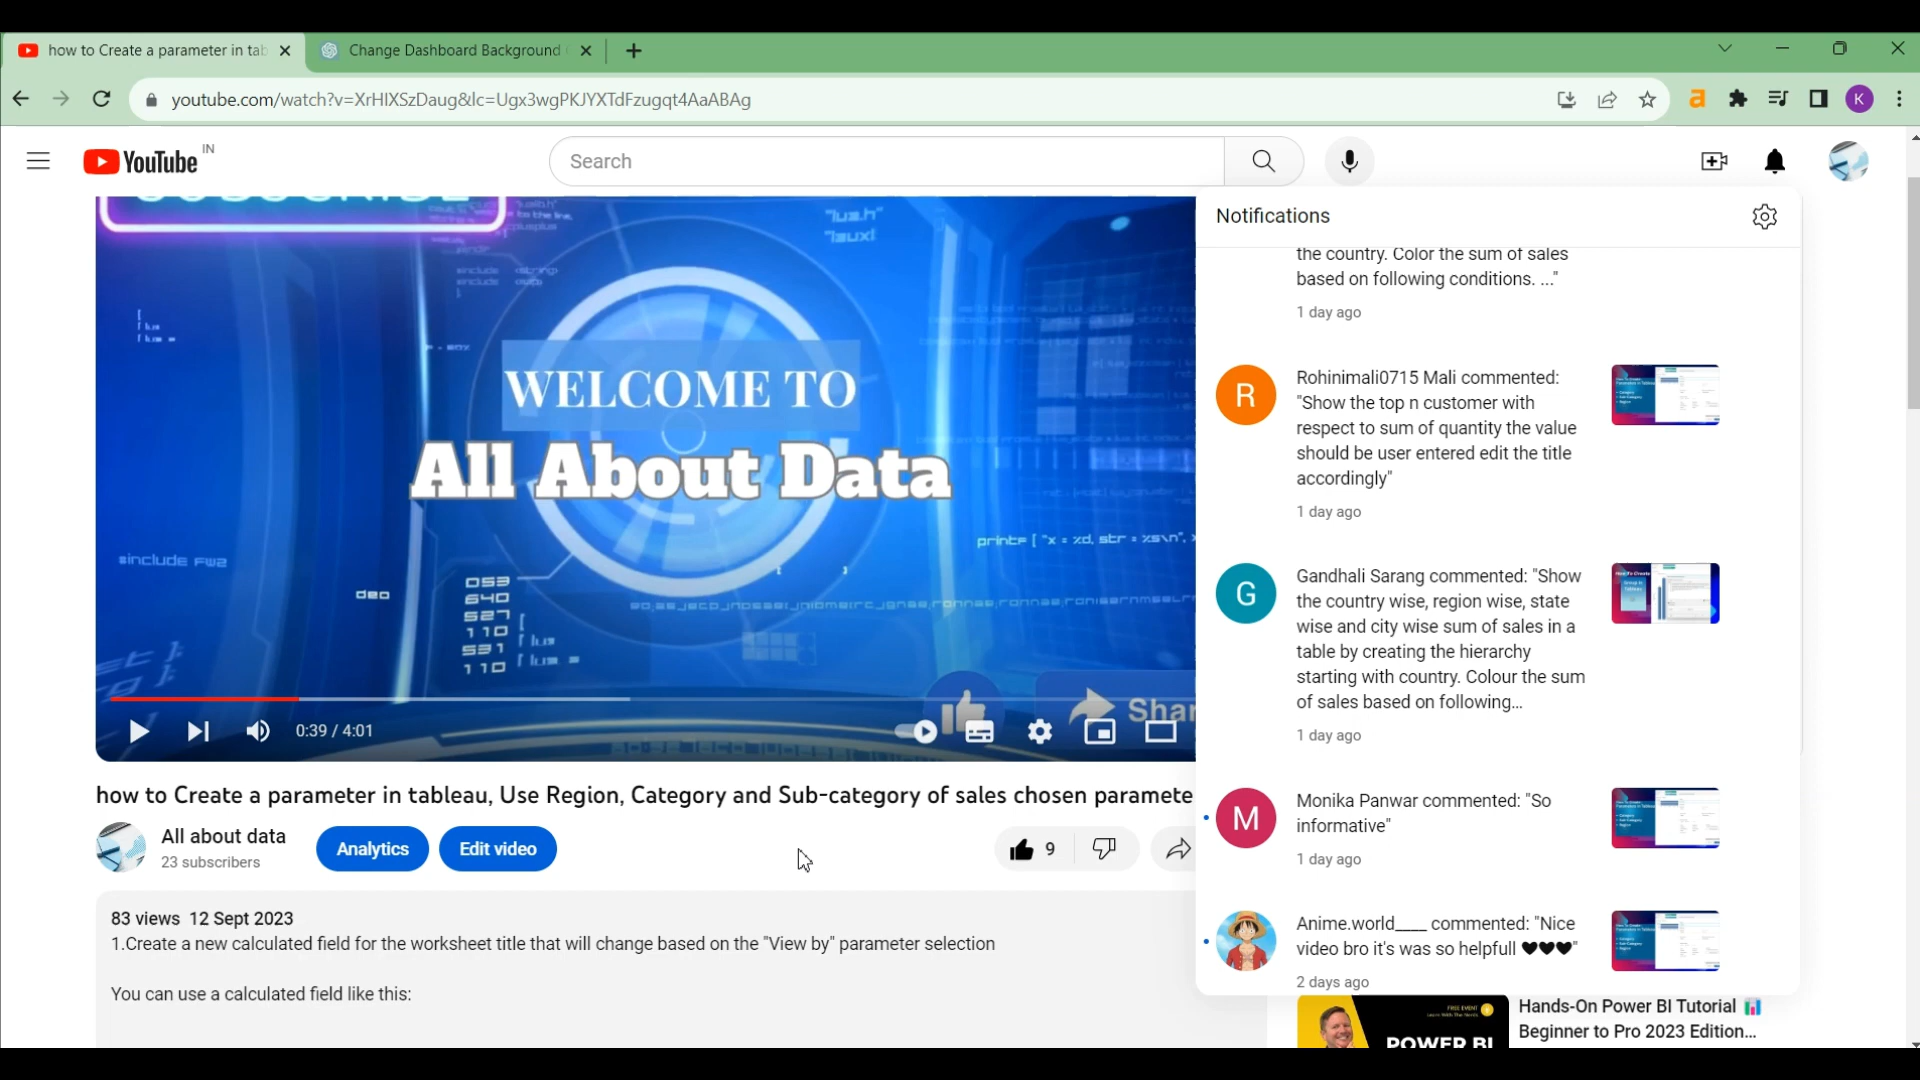 how to Create a parameter in tab
Change Dashboard Background
youtube.com/watch?v=XrHIXSzDaug&lc=Ugx3wgPKJYXTdFzugqt4AaABAg
K
YouTube IN
Search
Notifications
the country. Color the sum of sales
based on following conditions. ..."
1 day ago
R
Rohinimali0715 Mali commented:
"Show the top n customer with
respect to sum of quantity the value
should be user entered edit the title
accordingly"
1 day ago
G
Gandhali Sarang commented: "Show
the country wise, region wise, state
wise and city wise sum of sales in a
table by creating the hierarchy
starting with country. Colour the sum
of sales based on following...
1 day ago
M
Monika Panwar commented: "So
informative"
1 day ago
Anime.world____ commented: "Nice
video bro it's was so helpfull 🖤🖤🖤"
2 days ago
WELCOME TO
All About Data
053
640
527
110
531
110
0:39 / 4:01
how to Create a parameter in tableau, Use Region, Category and Sub-category of sales chosen paramete
All about data
23 subscribers
Analytics
Edit video
9
83 views 12 Sept 2023
1.Create a new calculated field for the worksheet title that will change based on the "View by" parameter selection
You can use a calculated field like this:
POWER BI
Hands-On Power BI Tutorial 📊
Beginner to Pro 2023 Edition...